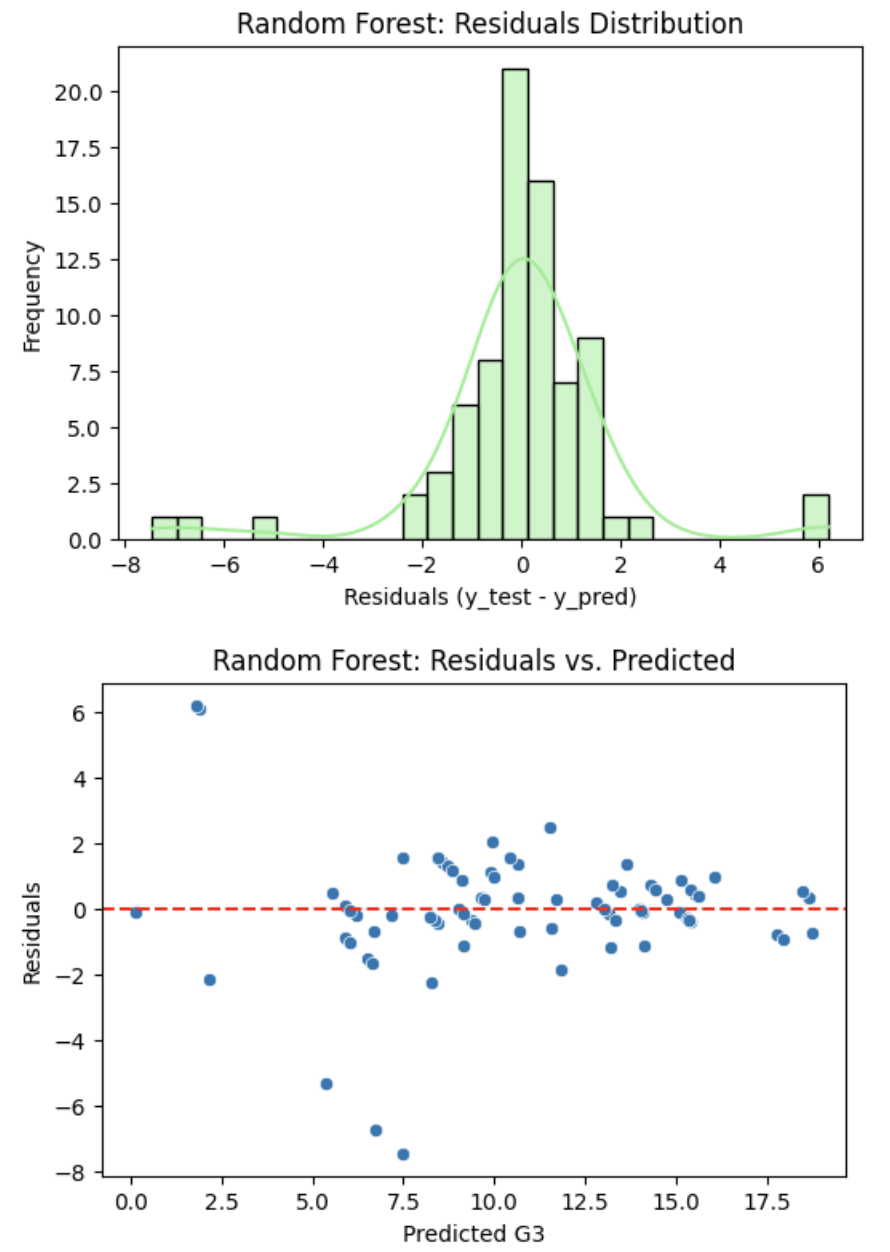 Random Forest: Residuals Distribution
20.0
17.5
15.0
12.5
10.0
7.5
5.0
2.5
0.0
Frequency
−8 −6 −4 −2 0 2 4 6
Residuals (y_test - y_pred)
Random Forest: Residuals vs. Predicted
6
4
2
0
−2
−4
−6
−8
Residuals
0.0 2.5 5.0 7.5 10.0 12.5 15.0 17.5
Predicted G3